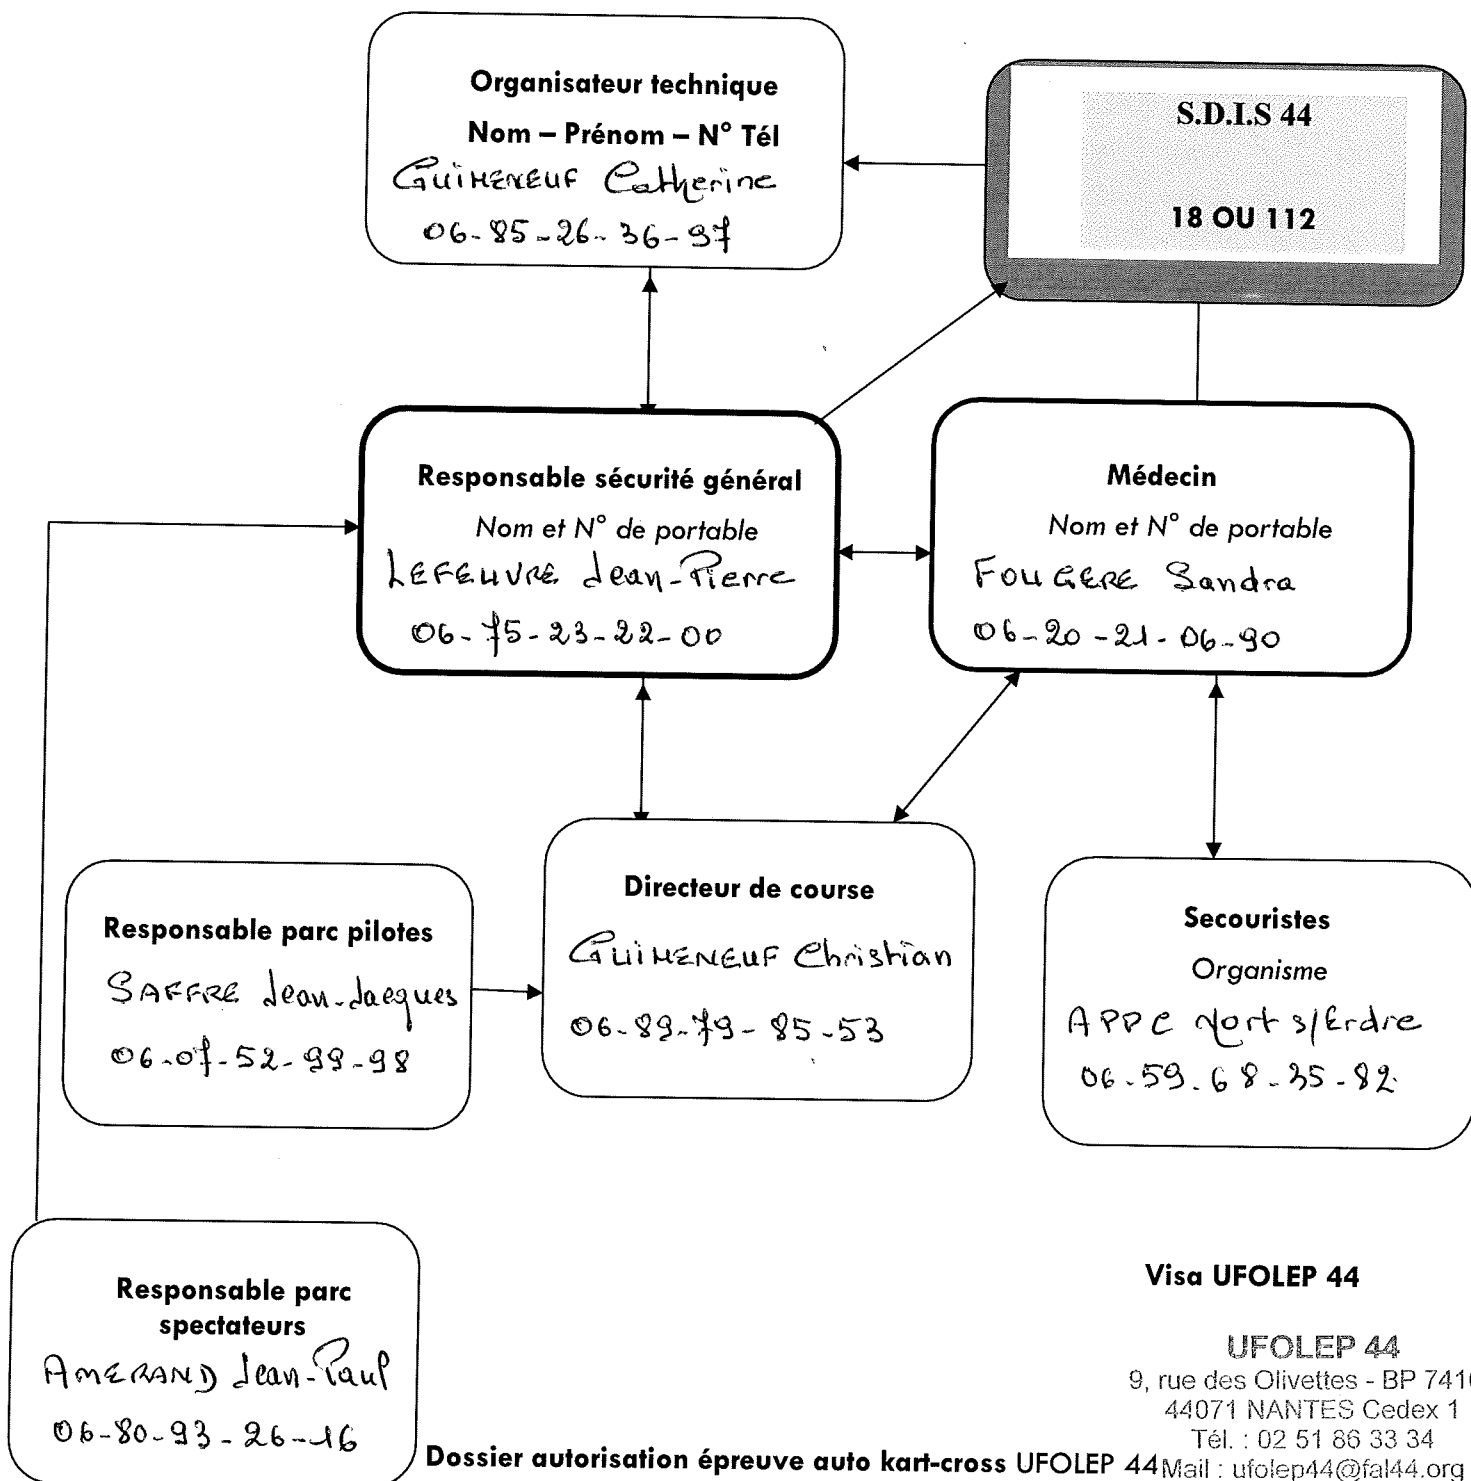 Organisateur technique
Nom – Prénom – N° Tél
GUIMENEUF Catherine
06-85-26-36-97
S.D.I.S 44
18 OU 112
Responsable sécurité général
Nom et N° de portable
LEFEUVRE Jean-Pierre
06-75-23-22-00
Médecin
Nom et N° de portable
FOUGERE Sandra
06-20-21-06-90
Directeur de course
GUIMENEUF Christian
06-89-79-85-53
Responsable parc pilotes
SAFFRE Jean-Jacques
06-07-52-99-98
Secouristes
Organisme
APPC Nort s/Erdre
06-59-68-35-82
Responsable parc
spectateurs
AMERAND Jean-Paul
06-80-93-26-16
Visa UFOLEP 44
UFOLEP 44
9, rue des Olivettes - BP 7410
44071 NANTES Cedex 1
Tél. : 02 51 86 33 34
Mail : ufolep44@fal44.org
Dossier autorisation épreuve auto kart-cross UFOLEP 44